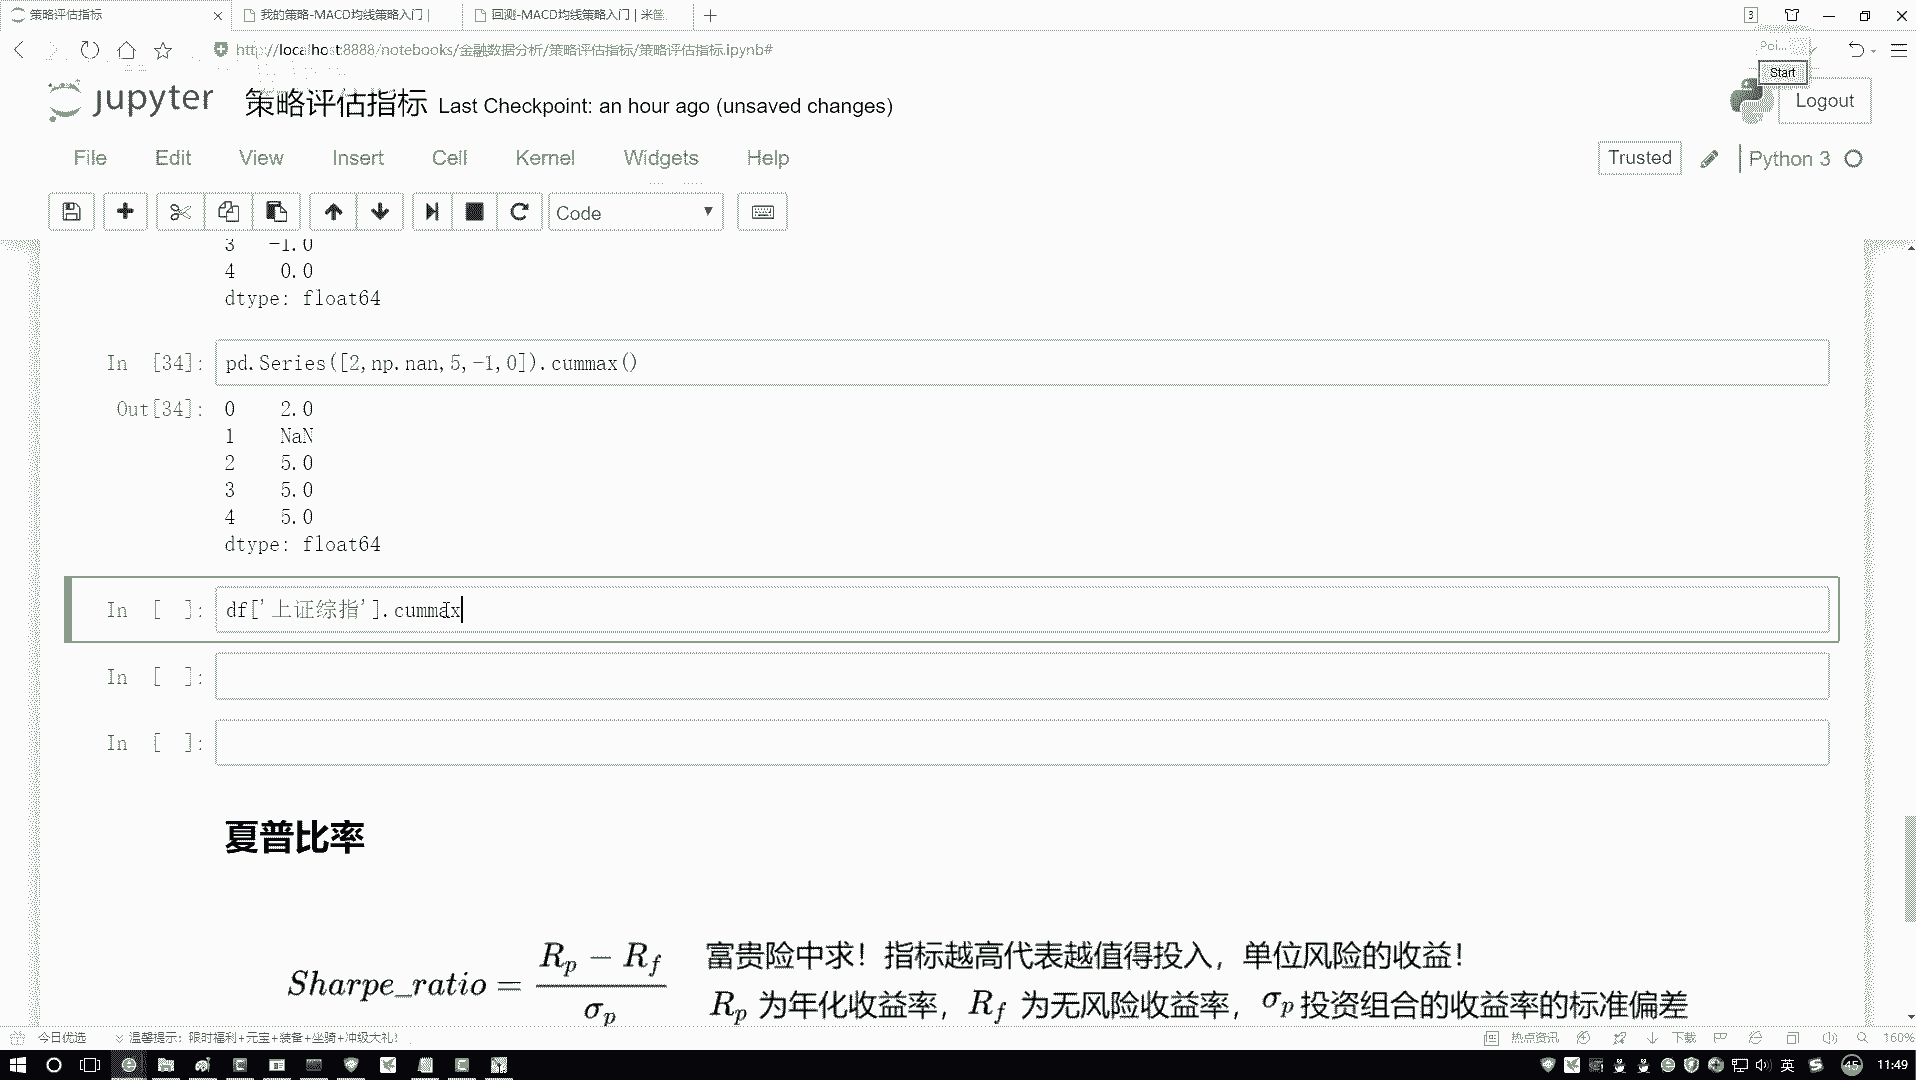 策略评估指标
我的策略-MACD均线策略入门 |
回测-MACD均线策略入门 | 米筐
3
http://localhost:8888/notebooks/金融数据分析/策略评估指标/策略评估指标.ipynb#
Poi...
Start
jupyter 策略评估指标 Last Checkpoint: an hour ago (unsaved changes)
Logout
File Edit View Insert Cell Kernel Widgets Help
Trusted Python 3
Code
3 -1.0
4 0.0
dtype: float64
In [34]: pd.Series([2,np.nan,5,-1,0]).cummax()
Out[34]: 0 2.0
1 NaN
2 5.0
3 5.0
4 5.0
dtype: float64
In [ ]: df['上证综指'].cummax
In [ ]:
In [ ]:
夏普比率
Sharpe_ratio = (R_p − R_f) / σ_p
富贵险中求！指标越高代表越值得投入，单位风险的收益！
R_p 为年化收益率，R_f 为无风险收益率，σ_p 投资组合的收益率的标准偏差
今日优选 温馨提示：限时福利+元宝+装备+坐骑+冲级大礼！ 热点资讯 下载 160%
英 45 11:49